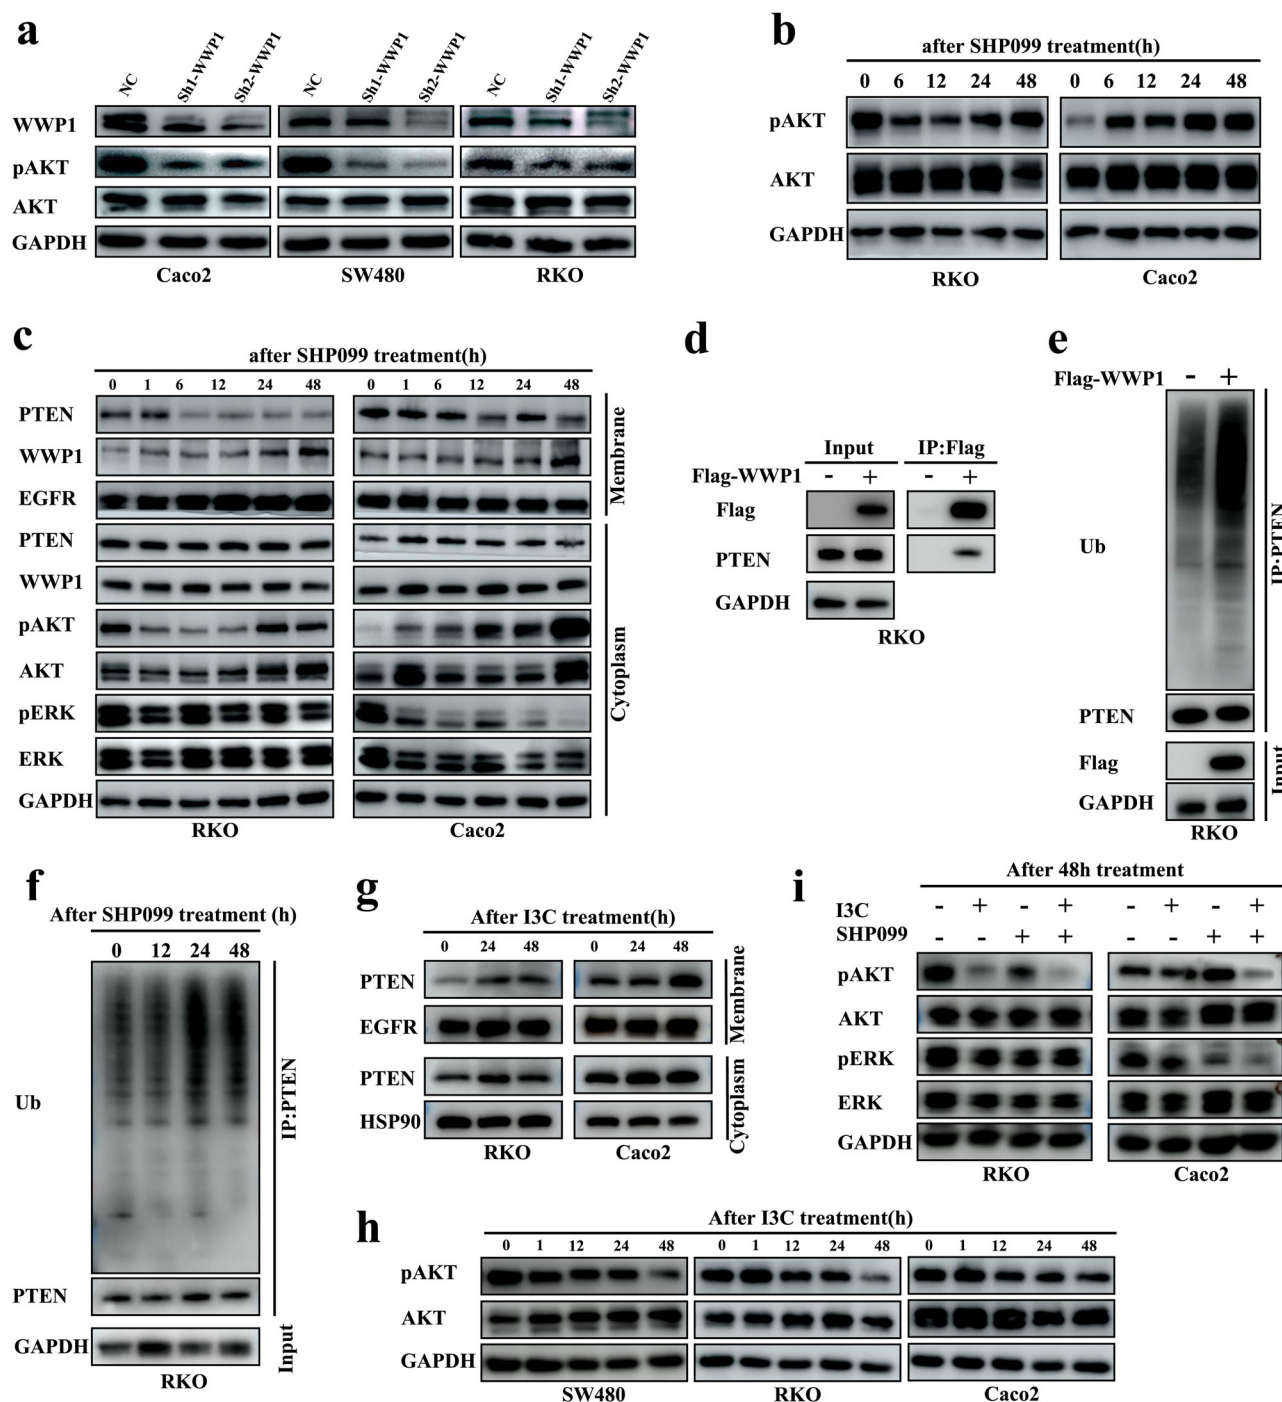 a
NC Sh1-WWP1 Sh2-WWP1 NC Sh1-WWP1 Sh2-WWP1 NC Sh1-WWP1 Sh2-WWP1
WWP1
pAKT
AKT
GAPDH
Caco2 SW480 RKO
b
after SHP099 treatment(h)
0 6 12 24 48 0 6 12 24 48
pAKT
AKT
GAPDH
RKO Caco2
c
after SHP099 treatment(h)
0 1 6 12 24 48 0 1 6 12 24 48
PTEN
WWP1
EGFR
Membrane
PTEN
WWP1
pAKT
AKT
pERK
ERK
GAPDH
Cytoplasm
RKO Caco2
d
Input IP:Flag
Flag-WWP1 - + - +
Flag
PTEN
GAPDH
RKO
e
Flag-WWP1 - +
Ub
PTEN
IP:PTEN
Flag
GAPDH
Input
RKO
f
After SHP099 treatment (h)
0 12 24 48
Ub
PTEN
IP:PTEN
GAPDH
Input
RKO
g
After I3C treatment(h)
0 24 48 0 24 48
PTEN
EGFR
Membrane
PTEN
HSP90
Cytoplasm
RKO Caco2
h
After I3C treatment(h)
0 1 12 24 48 0 1 12 24 48 0 1 12 24 48
pAKT
AKT
GAPDH
SW480 RKO Caco2
i
After 48h treatment
I3C - + - + - + - +
SHP099 - - + + - - + +
pAKT
AKT
pERK
ERK
GAPDH
RKO Caco2